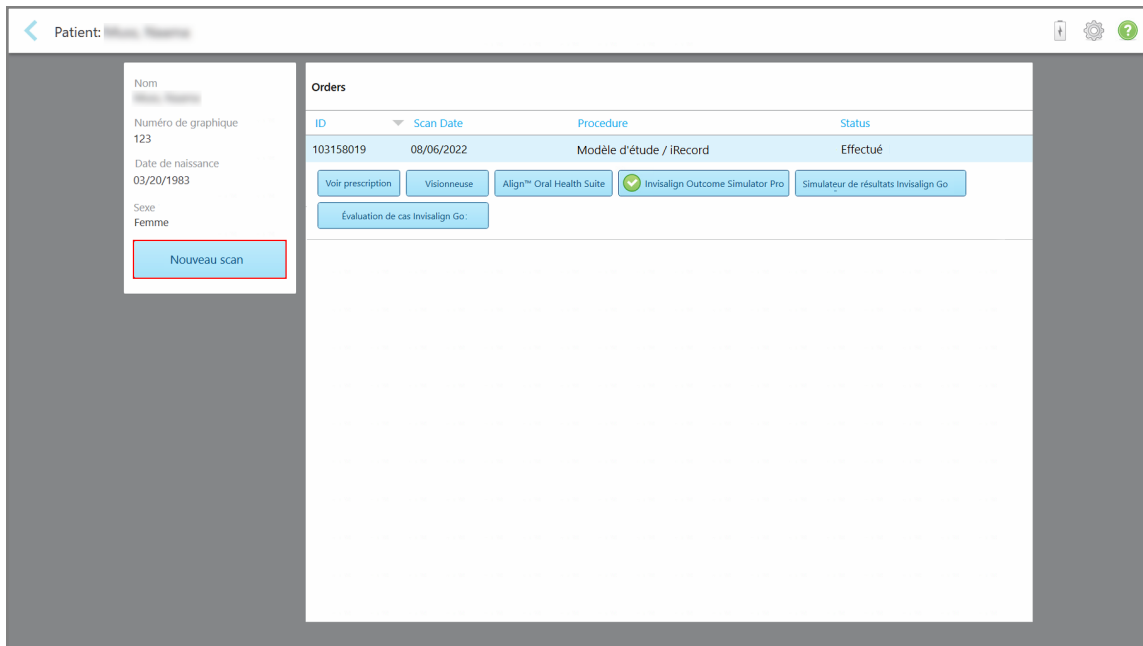 Patient:
Nom
Numéro de graphique
123
Date de naissance
03/20/1983
Sexe
Femme
Nouveau scan
Orders
ID Scan Date Procedure Status
103158019 08/06/2022 Modèle d'étude / iRecord Effectué
Voir prescription Visionneuse Align™ Oral Health Suite Invisalign Outcome Simulator Pro Simulateur de résultats Invisalign Go
Évaluation de cas Invisalign Go: